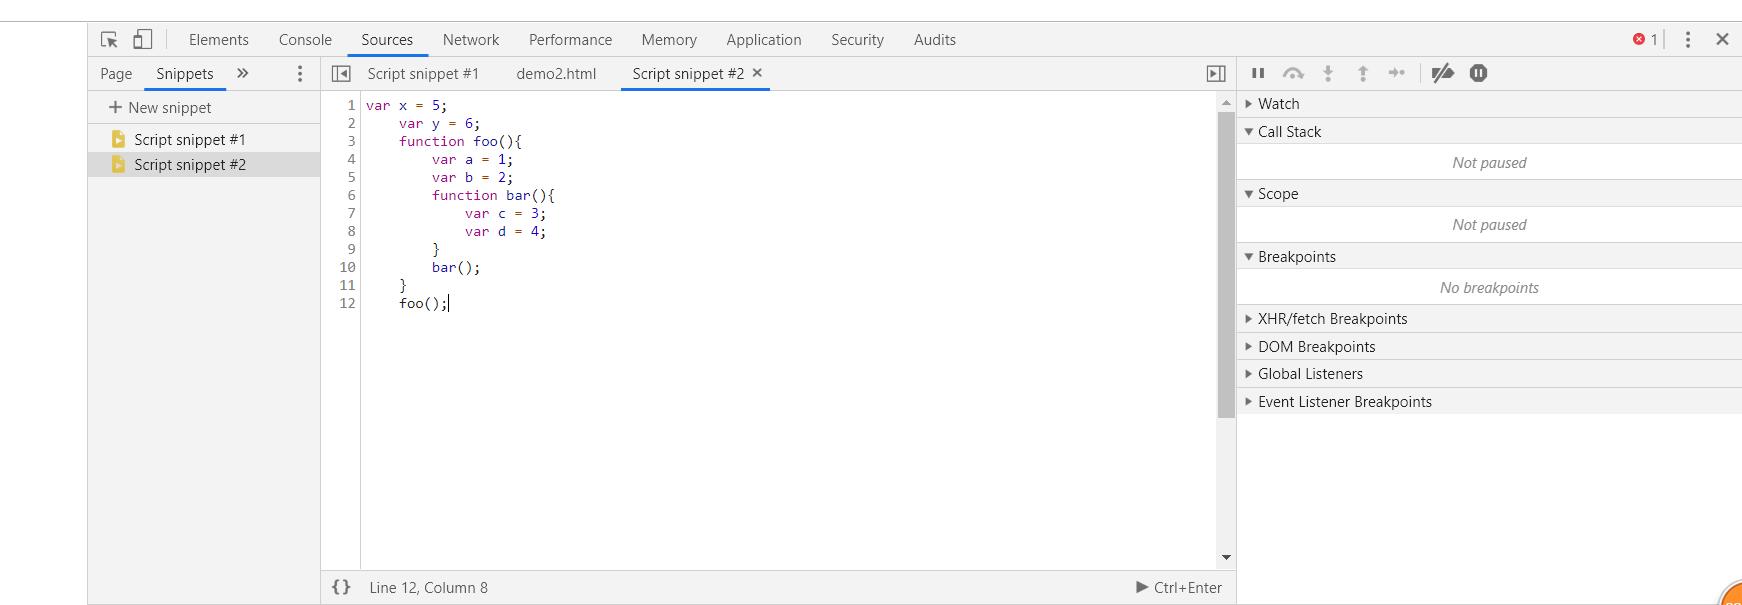 Elements Console Sources Network Performance Memory Application Security Audits 1
Page Snippets Script snippet #1 demo2.html Script snippet #2
New snippet
Script snippet #1
Script snippet #2
1 var x = 5;
2 var y = 6;
3 function foo(){
4 var a = 1;
5 var b = 2;
6 function bar(){
7 var c = 3;
8 var d = 4;
9 }
10 bar();
11 }
12 foo();
{} Line 12, Column 8 Ctrl+Enter
Watch
Call Stack
Not paused
Scope
Not paused
Breakpoints
No breakpoints
XHR/fetch Breakpoints
DOM Breakpoints
Global Listeners
Event Listener Breakpoints